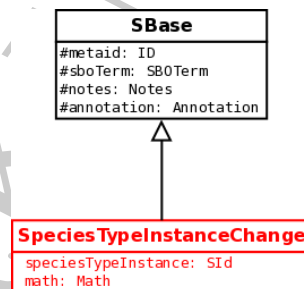 SBase
#metaid: ID
#sboTerm: SBOTerm
#notes: Notes
#annotation: Annotation
SpeciesTypeInstanceChange
speciesTypeInstance: SId
math: Math